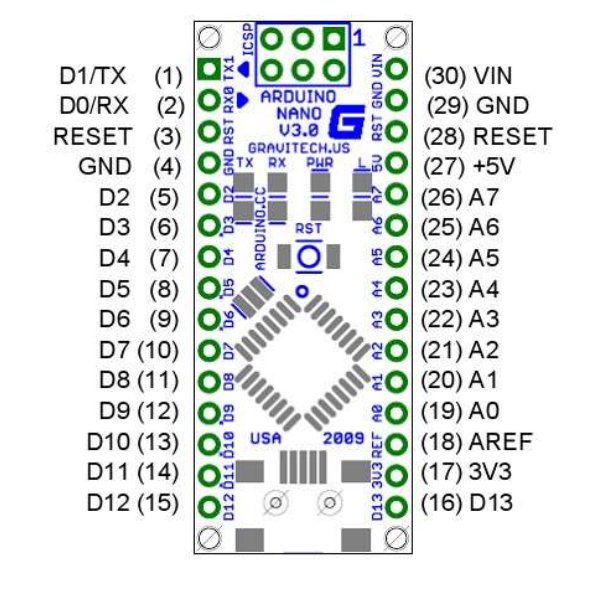 ICSP 1
D1/TX (1) TX1 VIN (30) VIN
D0/RX (2) RX0 GND (29) GND
ARDUINO
NANO
V3.0
RESET (3) RST RST (28) RESET
GRAVITECH.US
GND (4) GND 5V (27) +5V
TX RX PWR L
D2 (5) D2 A7 (26) A7
D3 (6) D3 A6 (25) A6
ARDUINO.CC
RST
D4 (7) D4 A5 (24) A5
D5 (8) D5 A4 (23) A4
D6 (9) D6 A3 (22) A3
D7 (10) D7 A2 (21) A2
D8 (11) D8 A1 (20) A1
D9 (12) D9 A0 (19) A0
USA 2009
D10 (13) D10 REF (18) AREF
D11 (14) D11 3V3 (17) 3V3
D12 (15) D12 D13 (16) D13